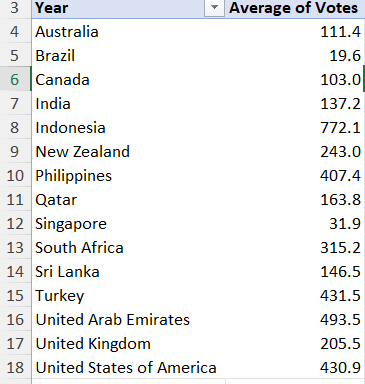 3 Year Average of Votes
4 Australia 111.4
5 Brazil 19.6
6 Canada 103.0
7 India 137.2
8 Indonesia 772.1
9 New Zealand 243.0
10 Philippines 407.4
11 Qatar 163.8
12 Singapore 31.9
13 South Africa 315.2
14 Sri Lanka 146.5
15 Turkey 431.5
16 United Arab Emirates 493.5
17 United Kingdom 205.5
18 United States of America 430.9